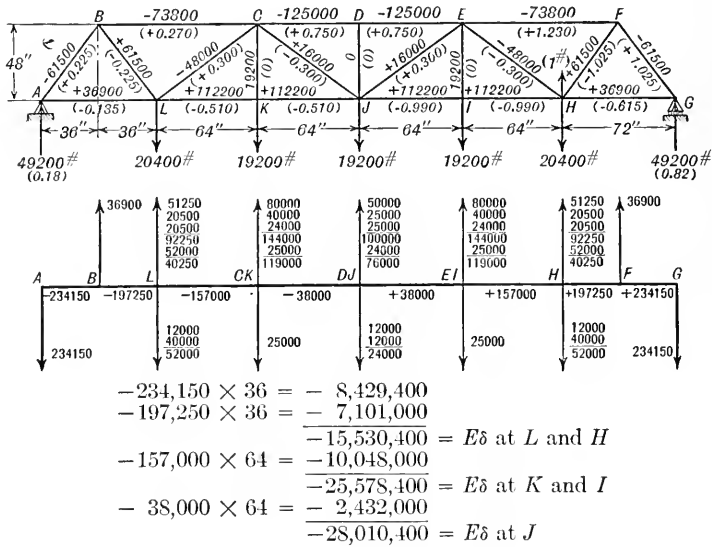 B -73800 C -125000 D -125000 E -73800 F
(+0.270) (+0.750) (+0.750) (+1.230)
48"
-61500 (+0.225) +61500 (-0.225) -48000 (+0.300) 19200 (0) +16000 (-0.300) 0 (0) +16000 (+0.300) 19200 (0) -48000 (-0.300) (1#) +61500 (-1.025) -61500 (+1.025)
A +36900 +112200 +112200 +112200 +112200 +36900 G
(-0.135) L (-0.510) K (-0.510) J (-0.990) I (-0.990) H (-0.615)
36" 36" 64" 64" 64" 64" 72"
49200# 20400# 19200# 19200# 19200# 20400# 49200#
(0.18) (0.82)
36900 51250 80000 50000 80000 51250 36900
20500 40000 25000 40000 20500
20500 24000 25000 24000 20500
92250 144000 100000 144000 92250
52000 25000 24000 25000 52000
40250 119000 76000 119000 40250
A B L CK DJ EI H F G
-234150 -197250 -157000 -38000 +38000 +157000 +197250 +234150
12000 12000 12000
234150 40000 25000 12000 25000 40000 234150
52000 24000 52000
-234,150 × 36 = - 8,429,400
-197,250 × 36 = - 7,101,000
-15,530,400 = Eδ at L and H
-157,000 × 64 = -10,048,000
-25,578,400 = Eδ at K and I
- 38,000 × 64 = - 2,432,000
-28,010,400 = Eδ at J